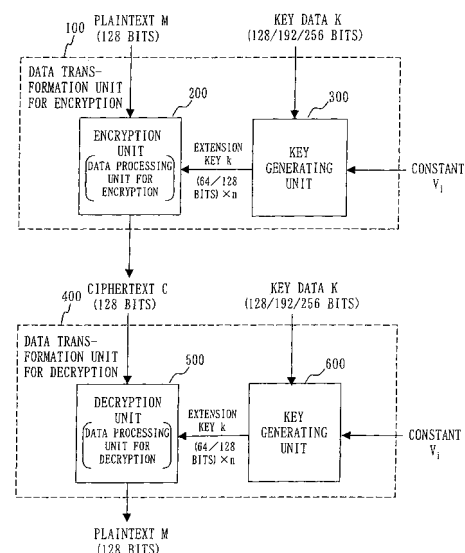 PLAINTEXT M
(128 BITS)
KEY DATA K
(128/192/256 BITS)
100
DATA TRANS-
FORMATION UNIT
FOR ENCRYPTION
200
300
ENCRYPTION
UNIT
DATA PROCESSING
UNIT FOR
ENCRYPTION
EXTENSION
KEY k
(64/128
BITS)×n
KEY
GENERATING
UNIT
CONSTANT
Vi
CIPHERTEXT C
(128 BITS)
KEY DATA K
(128/192/256 BITS)
400
DATA TRANS-
FORMATION UNIT
FOR DECRYPTION
500
600
DECRYPTION
UNIT
DATA PROCESSING
UNIT FOR
DECRYPTION
EXTENSION
KEY k
(64/128
BITS)×n
KEY
GENERATING
UNIT
CONSTANT
Vi
PLAINTEXT M
(128 BITS)